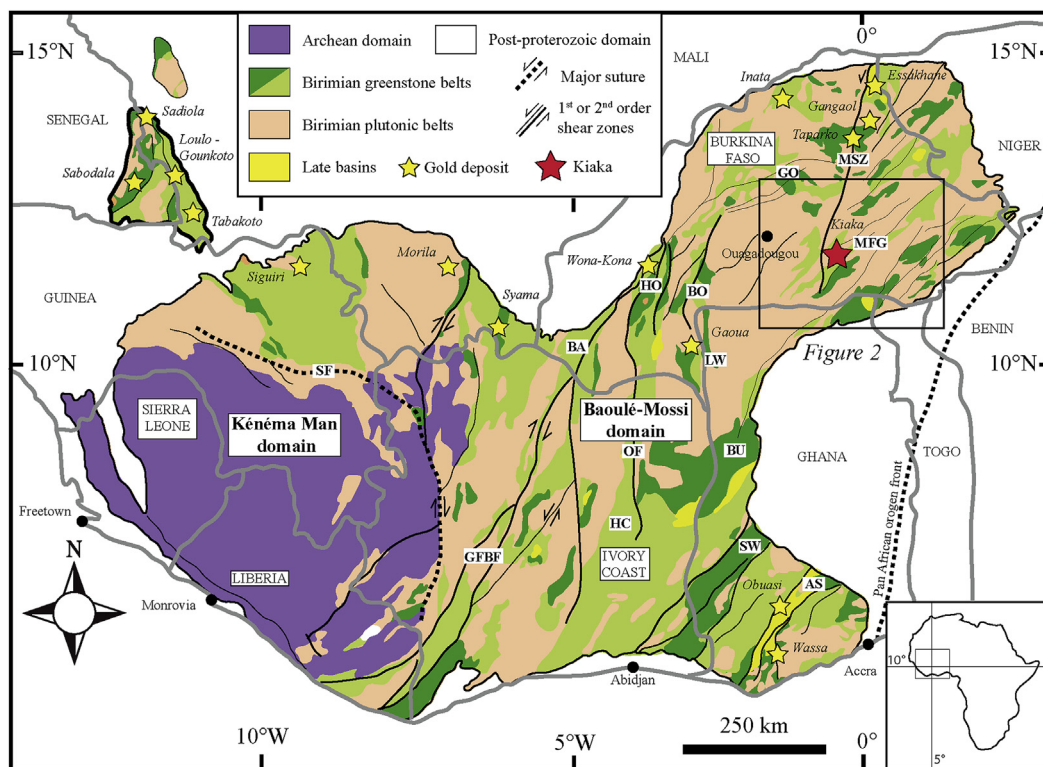 0°
15°N
15°N
Archean domain
Post-proterozoic domain
Birimian greenstone belts
Major suture
Birimian plutonic belts
1st or 2nd order
shear zones
Late basins
Gold deposit
Kiaka
MALI
Inata
Essakhane
Gangaol
Taparko
BURKINA
FASO
MSZ
NIGER
GO
Kiaka
MFG
Ouagadougou
SENEGAL
Sadiola
Loulo -
Gounkoto
Sabodala
Tabakoto
Morila
Siguiri
Wona-Kona
HO
BO
Syama
GUINEA
BENIN
Figure 2
10°N
10°N
BA
Gaoua
LW
SF
SIERRA
LEONE
Kénéma Man
domain
Baoulé-Mossi
domain
OF
BU
GHANA
TOGO
Freetown
N
HC
GFBF
IVORY
COAST
SW
LIBERIA
Obuasi
AS
Pan African orogen front
Monrovia
Wassa
Abidjan
Accra
10°
5°
10°W
5°W
250 km
0°